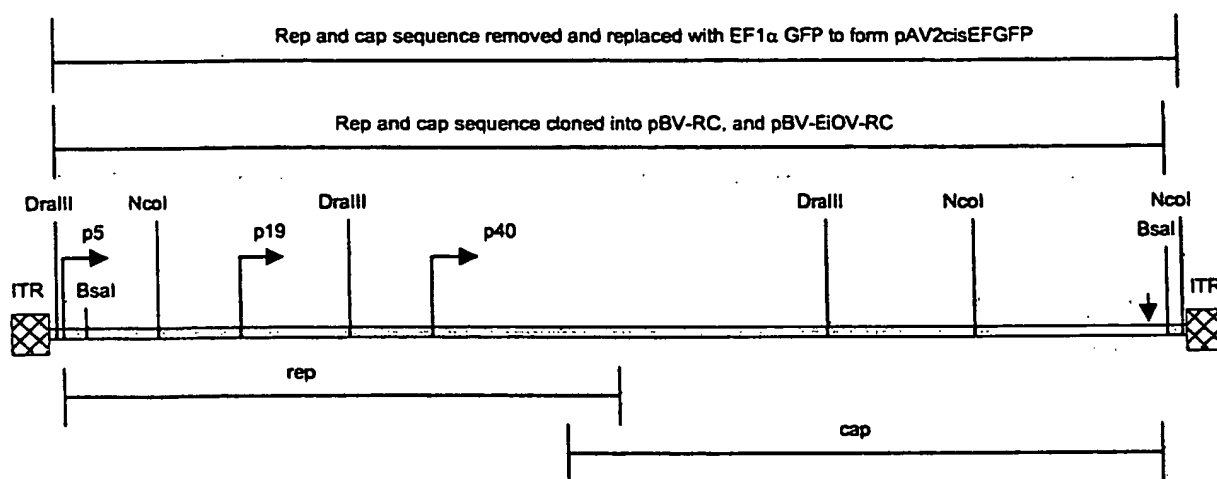 Rep and cap sequence removed and replaced with EF1α GFP to form pAV2cisEFGFP
Rep and cap sequence cloned into pBV-RC, and pBV-EiOV-RC
DraIII
NcoI
DraIII
DraIII
NcoI
NcoI
p5
p19
p40
BsaI
ITR
BsaI
ITR
rep
cap